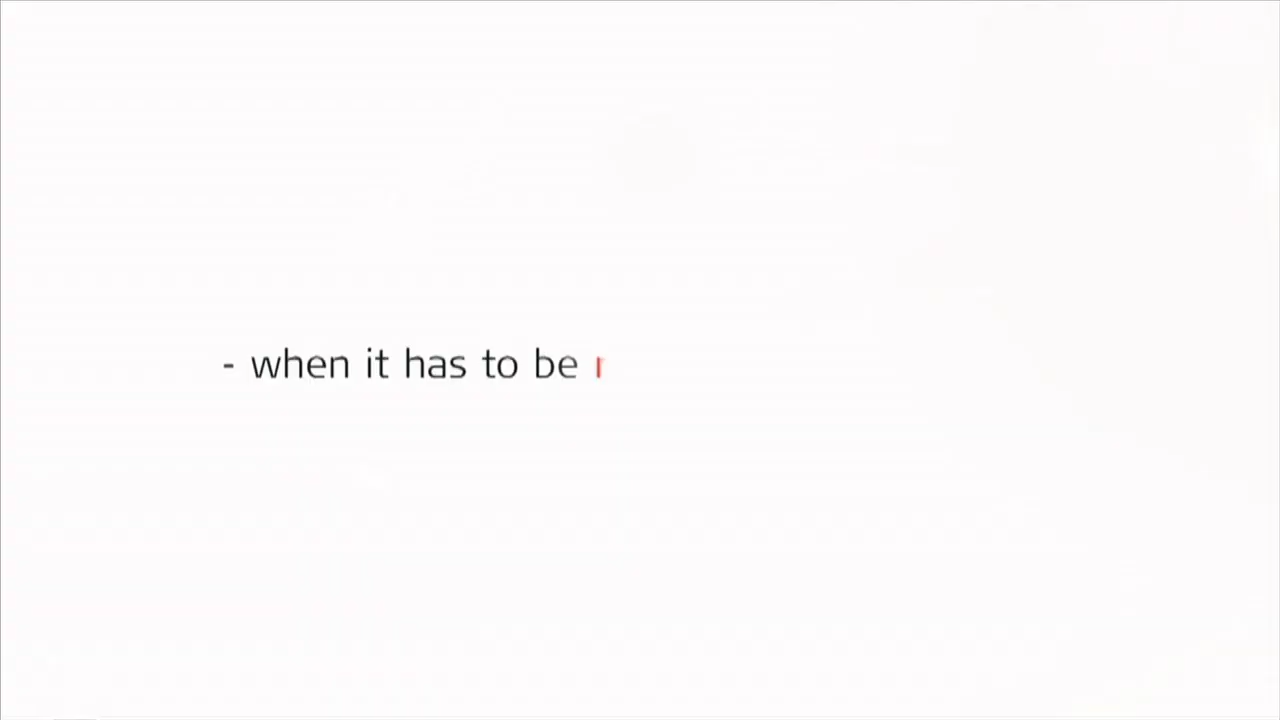 - when it has to be